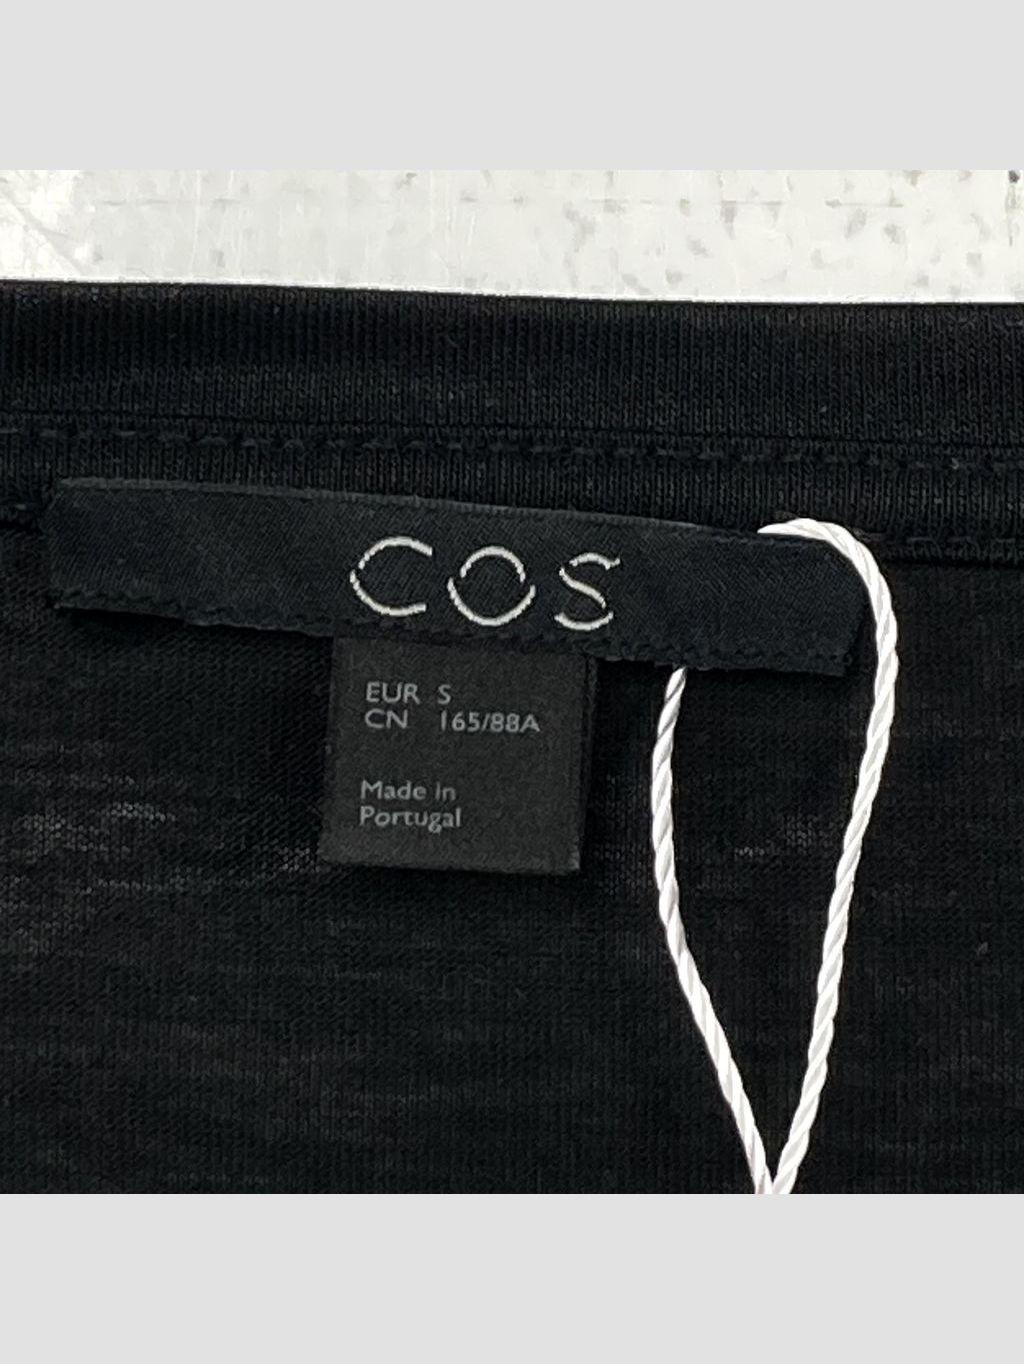 COS
EUR S
CN 165/88A
Made in
Portugal